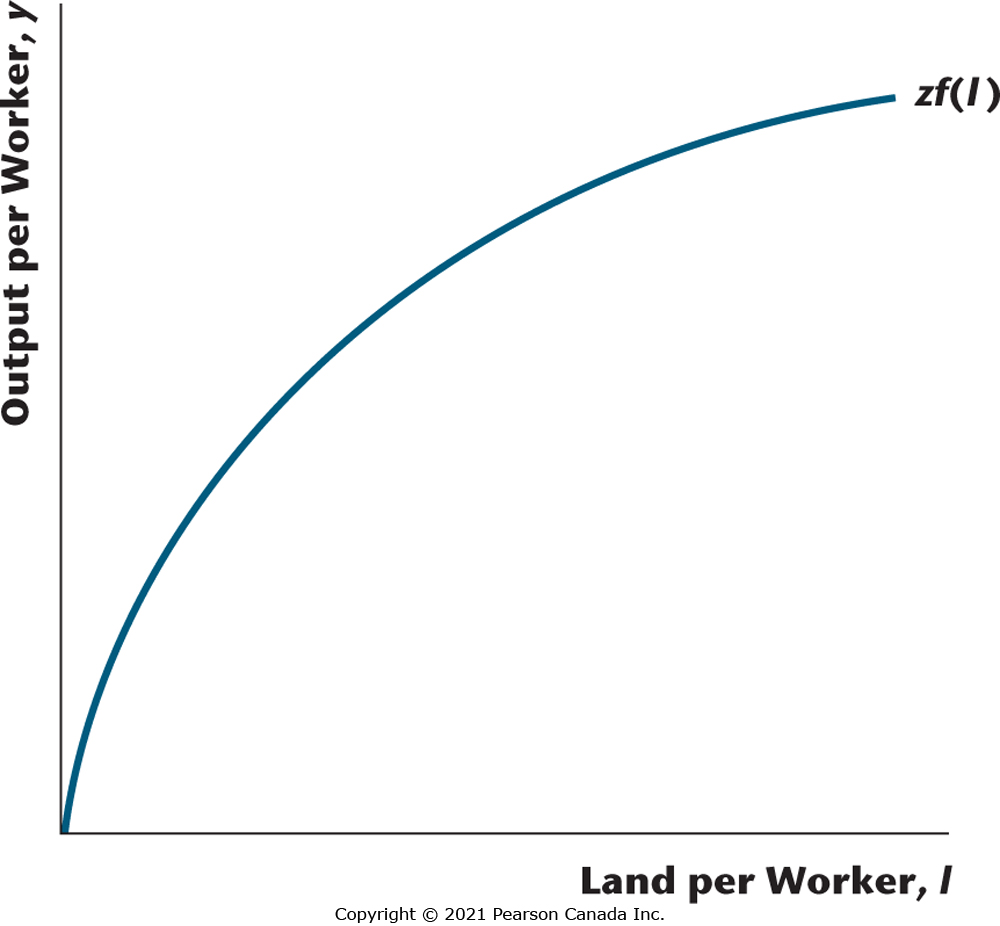 Output per Worker, y
zf(l)
Land per Worker, l
Copyright © 2021 Pearson Canada Inc.